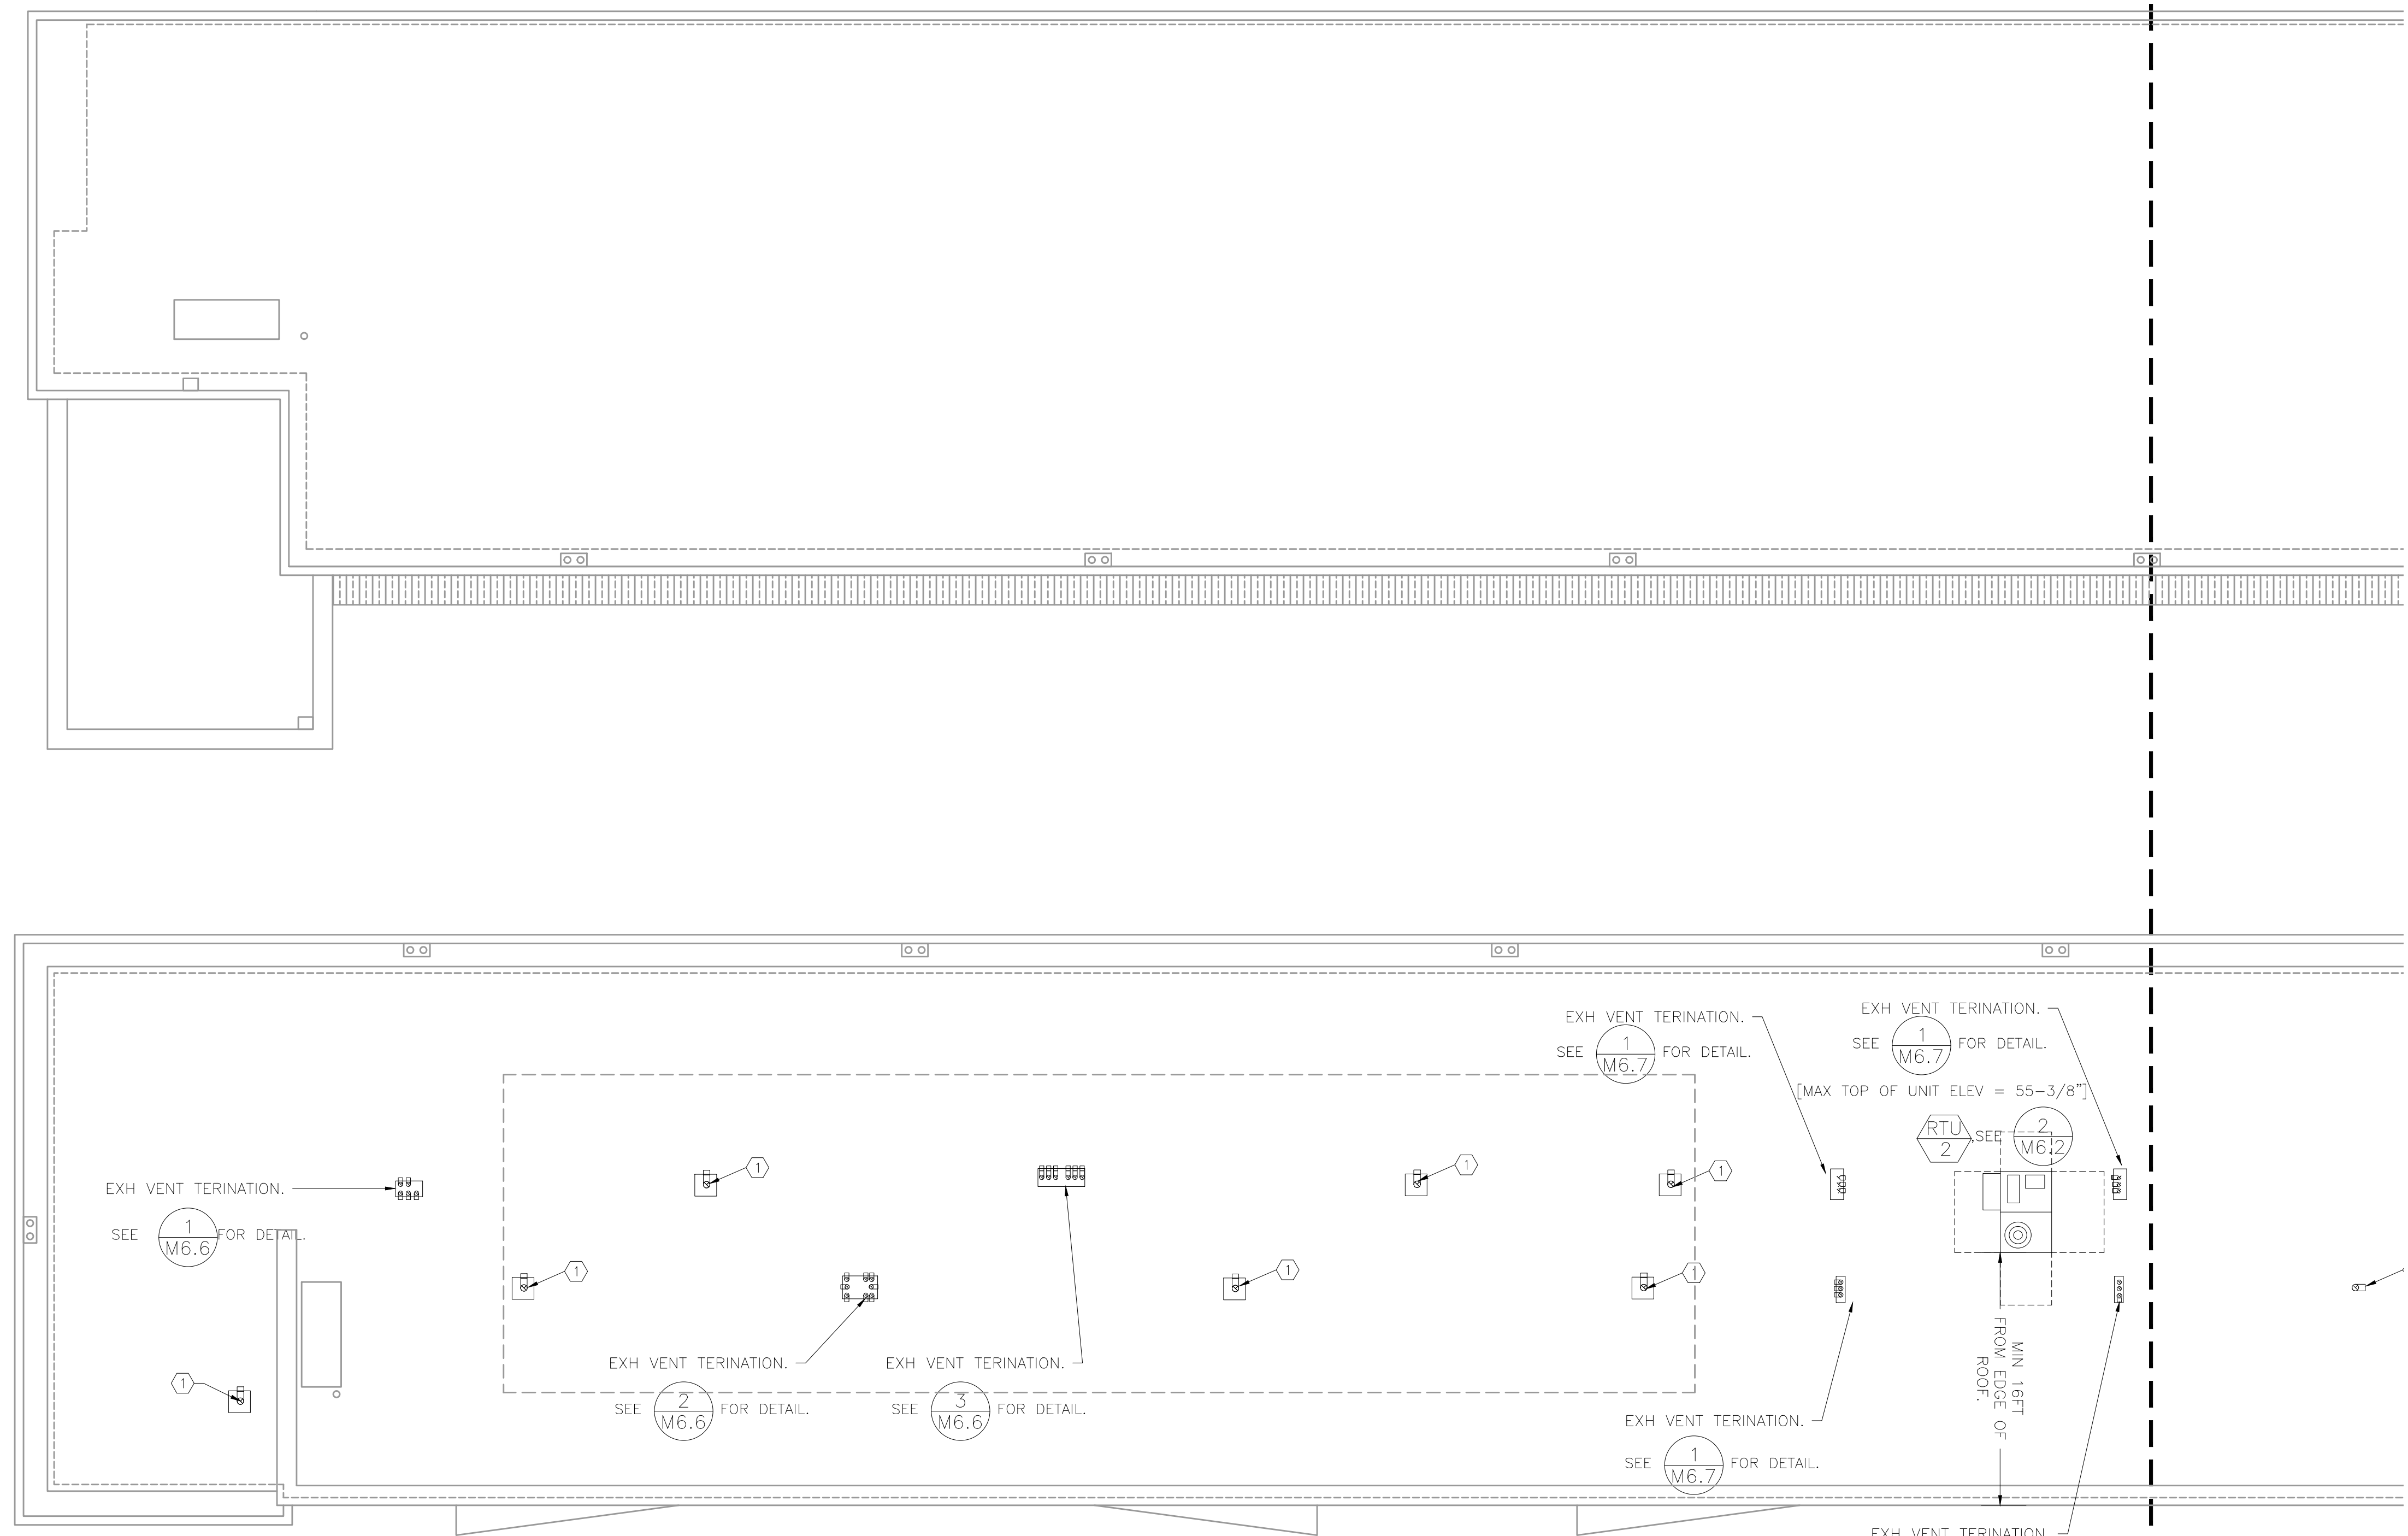 EXH VENT TERINATION.
SEE 1 FOR DETAIL.
M6.7
EXH VENT TERINATION.
SEE 1 FOR DETAIL.
M6.7
[MAX TOP OF UNIT ELEV = 55-3/8"]
RTU
2
,SEE 2
M6.2
1
1
1
EXH VENT TERINATION.
SEE 1 FOR DETAIL.
M6.6
1
1
1
1
EXH VENT TERINATION.
SEE 2 FOR DETAIL.
M6.6
EXH VENT TERINATION.
SEE 3 FOR DETAIL.
M6.6
MIN 16FT
FROM EDGE OF
ROOF.
EXH VENT TERINATION.
SEE 1 FOR DETAIL.
M6.7
EXH VENT TERINATION.